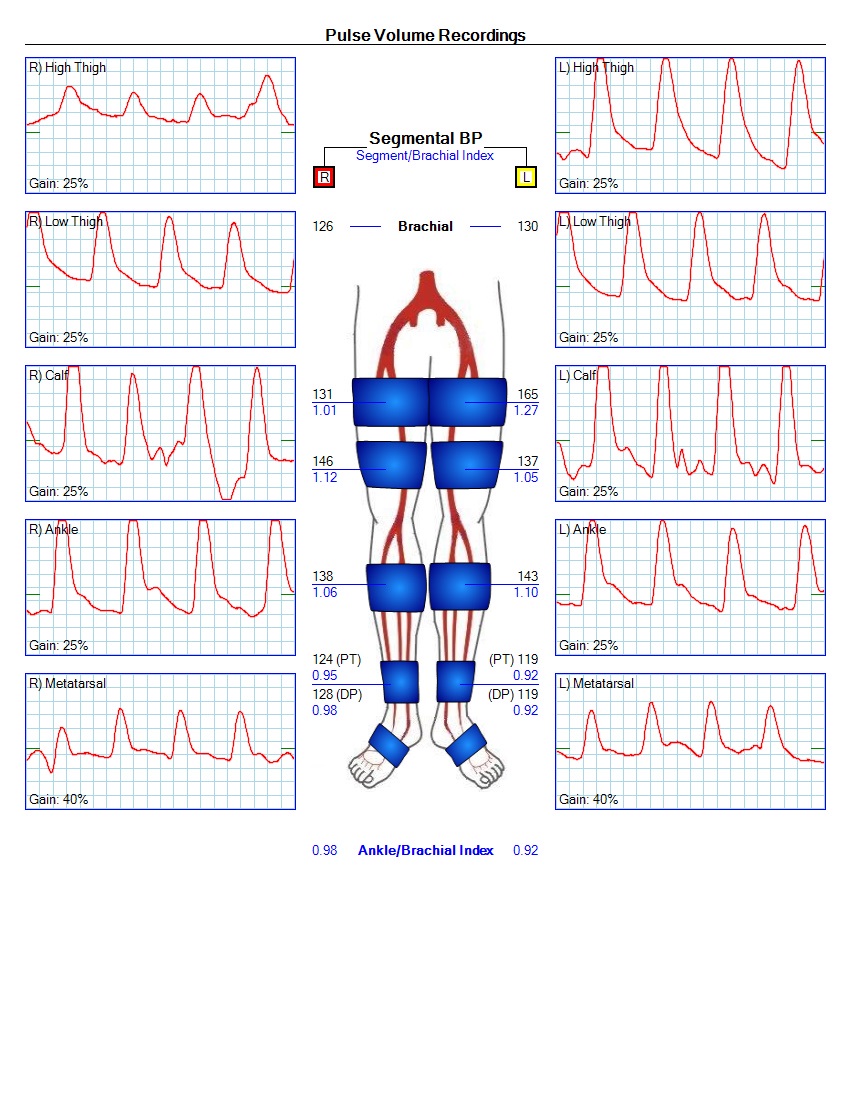 Pulse Volume Recordings
R) High Thigh
Gain: 25%
R) Low Thigh
Gain: 25%
R) Calf
Gain: 25%
R) Ankle
Gain: 25%
R) Metatarsal
Gain: 40%
Segmental BP
Segment/Brachial Index
R L
126 Brachial 130
131 165
1.01 1.27
146 137
1.12 1.05
138 143
1.06 1.10
124 (PT) (PT) 119
0.95 0.92
128 (DP) (DP) 119
0.98 0.92
0.98 Ankle/Brachial Index 0.92
L) High Thigh
Gain: 25%
L) Low Thigh
Gain: 25%
L) Calf
Gain: 25%
L) Ankle
Gain: 25%
L) Metatarsal
Gain: 40%